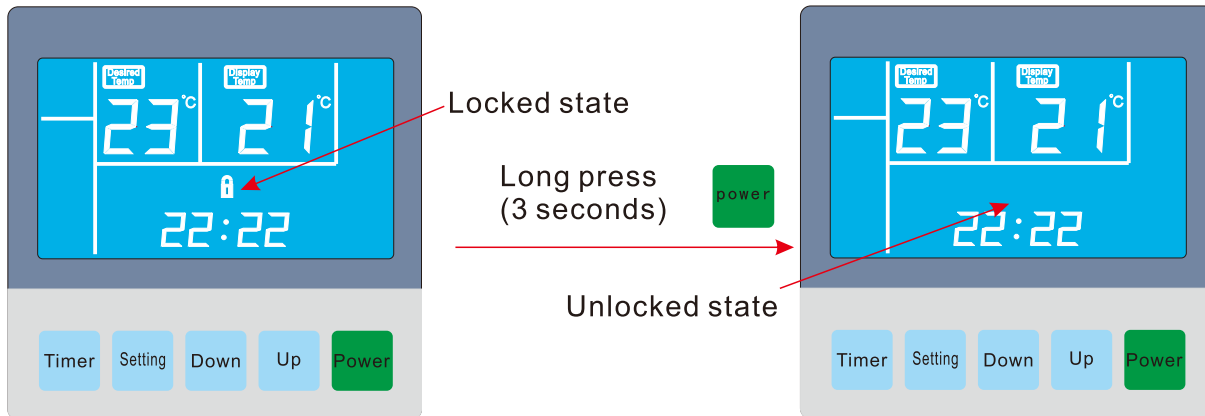 Desired
Temp
23 °C
Display
Temp
21 °C
22:22
Timer
Setting
Down
Up
Power
Locked state
Long press
(3 seconds)
power
Unlocked state
Desired
Temp
23 °C
Display
Temp
21 °C
22:22
Timer
Setting
Down
Up
Power